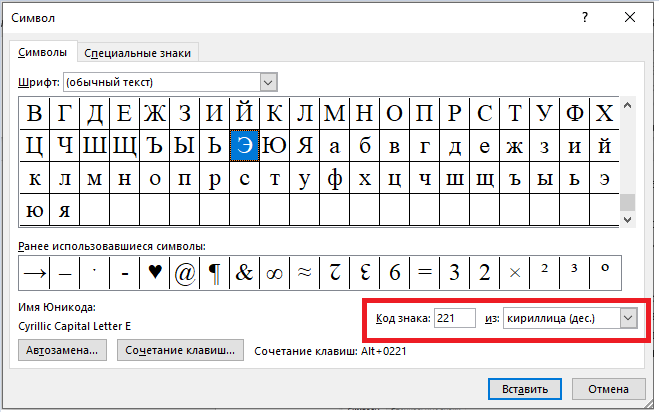 Символ
Символы Специальные знаки
Шрифт: (обычный текст)
В Г Д Е Ж З И Й К Л М Н О П Р С Т У Ф Х
Ц Ч Ш Щ Ъ Ы Ь Э Ю Я а б в г д е ж з и й
к л м н о п р с т у ф х ц ч ш щ ъ ы ь э
ю я
Ранее использовавшиеся символы:
→ – · - ♥ @ ¶ & ∞ ≈ 6 = 3 2 × ² ³ º
Имя Юникода:
Cyrillic Capital Letter E
Код знака: 221 из: кириллица (дес.)
Автозамена... Сочетание клавиш... Сочетание клавиш: Alt+0221
Вставить Отмена